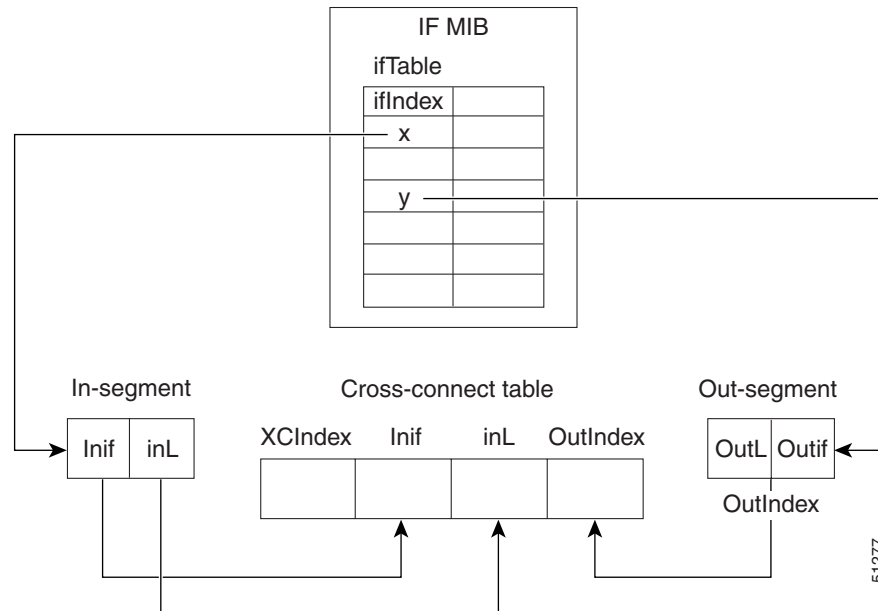 IF MIB
ifTable
ifIndex
x
y
In-segment
Cross-connect table
Out-segment
XCIndex Inif inL OutIndex
Inif inL
OutL Outif
OutIndex
51277